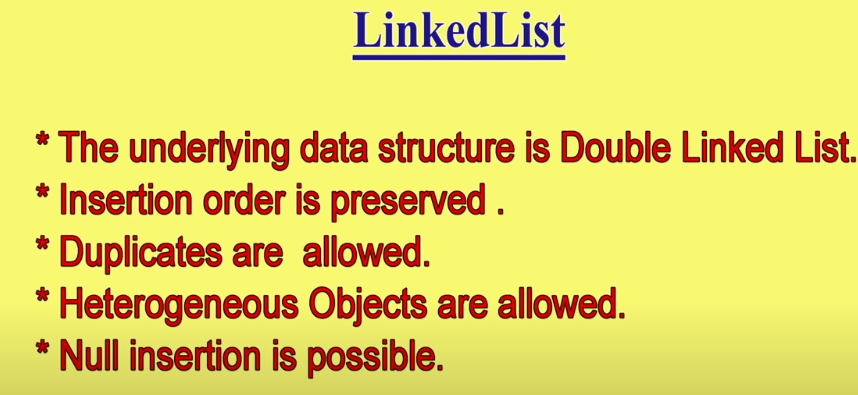 LinkedList
* The underlying data structure is Double Linked List.
* Insertion order is preserved .
* Duplicates are  allowed.
* Heterogeneous Objects are allowed.
* Null insertion is possible.